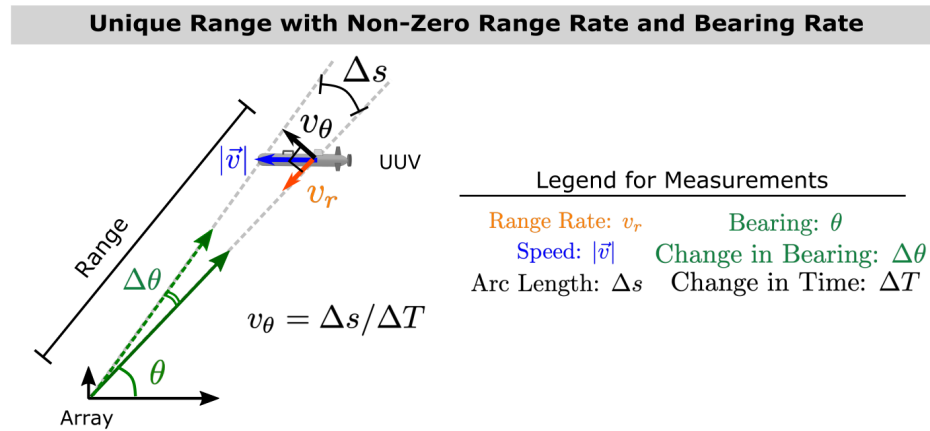 Unique Range with Non-Zero Range Rate and Bearing Rate
Δs
v_θ
|v⃗|
UUV
v_r
Range
Δθ
v_θ = Δs/ΔT
θ
Array
Legend for Measurements
Range Rate: v_r
Bearing: θ
Speed: |v⃗|
Change in Bearing: Δθ
Arc Length: Δs
Change in Time: ΔT